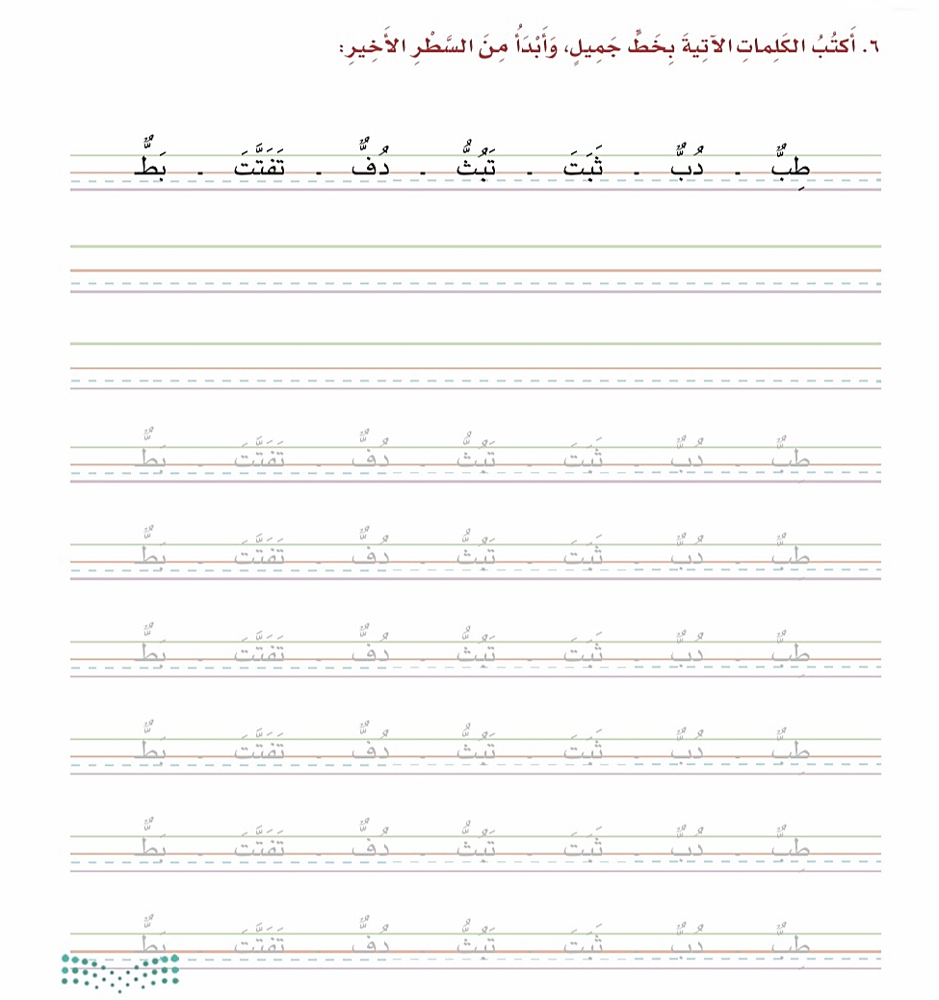 ٦. أَكتُبُ الكَلِماتِ الآتِيةَ بِخَطٍّ جَمِيلٍ، وَأَبْدَأُ مِنَ السَّطْرِ الأَخِيرِ:
طِبٌّ - دُبٌّ - ثَبَتَ - تَبُثُّ - دُفٌّ - تَفَتَّتَ - بَطٌّ
طِبٌّ - دُبٌّ - ثَبَتَ - تَبُثُّ - دُفٌّ - تَفَتَّتَ - بَطٌّ
طِبٌّ - دُبٌّ - ثَبَتَ - تَبُثُّ - دُفٌّ - تَفَتَّتَ - بَطٌّ
طِبٌّ - دُبٌّ - ثَبَتَ - تَبُثُّ - دُفٌّ - تَفَتَّتَ - بَطٌّ
طِبٌّ - دُبٌّ - ثَبَتَ - تَبُثُّ - دُفٌّ - تَفَتَّتَ - بَطٌّ
طِبٌّ - دُبٌّ - ثَبَتَ - تَبُثُّ - دُفٌّ - تَفَتَّتَ - بَطٌّ
طِبٌّ - دُبٌّ - ثَبَتَ - تَبُثُّ - دُفٌّ - تَفَتَّتَ - بَطٌّ